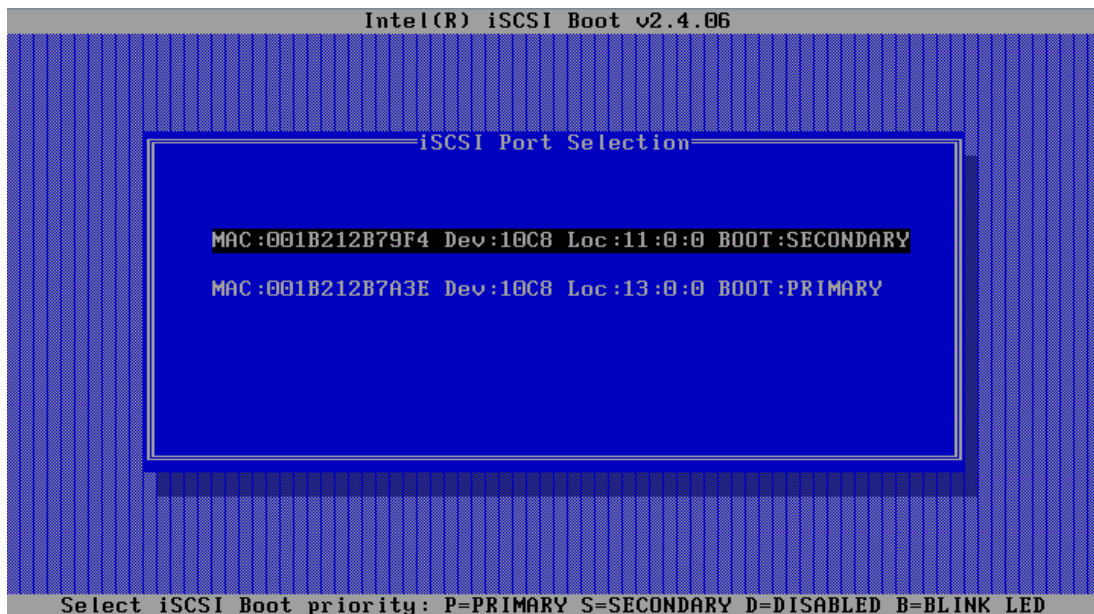 Intel(R) iSCSI Boot v2.4.06
iSCSI Port Selection
MAC:001B212B79F4 Dev:10C8 Loc:11:0:0 BOOT:SECONDARY
MAC:001B212B7A3E Dev:10C8 Loc:13:0:0 BOOT:PRIMARY
Select iSCSI Boot priority: P=PRIMARY S=SECONDARY D=DISABLED B=BLINK LED